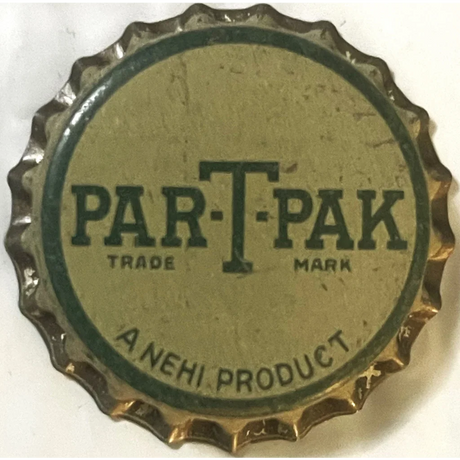 PAR-T-PAK
TRADE MARK
A NEHI PRODUCT